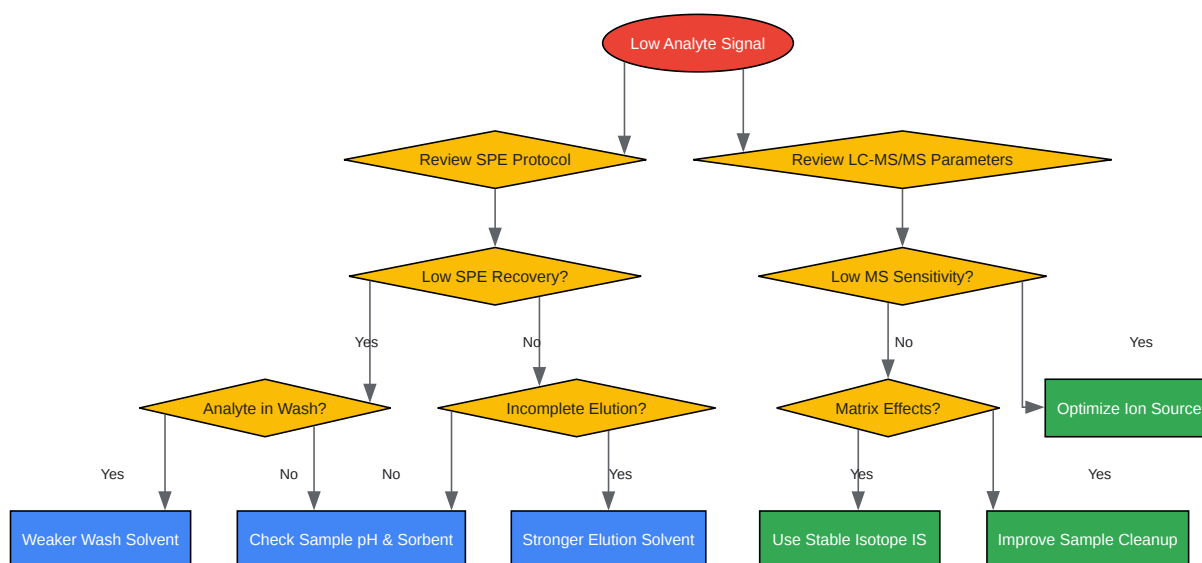 Low Analyte Signal
Review SPE Protocol
Review LC-MS/MS Parameters
Low SPE Recovery?
Low MS Sensitivity?
Yes
No
No
Yes
Analyte in Wash?
Incomplete Elution?
Matrix Effects?
Optimize Ion Source
Yes
No
No
Yes
Yes
Yes
Weaker Wash Solvent
Check Sample pH & Sorbent
Stronger Elution Solvent
Use Stable Isotope IS
Improve Sample Cleanup